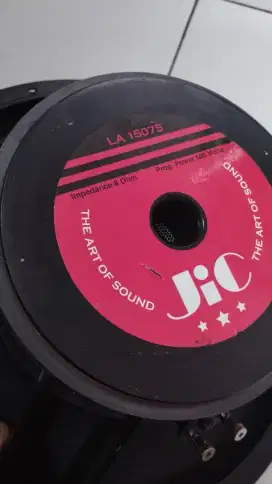 LA 15075
Impedance 8 Ohm
Prog. Power
THE ART OF SOUND
THE ART OF SOUND
JiC